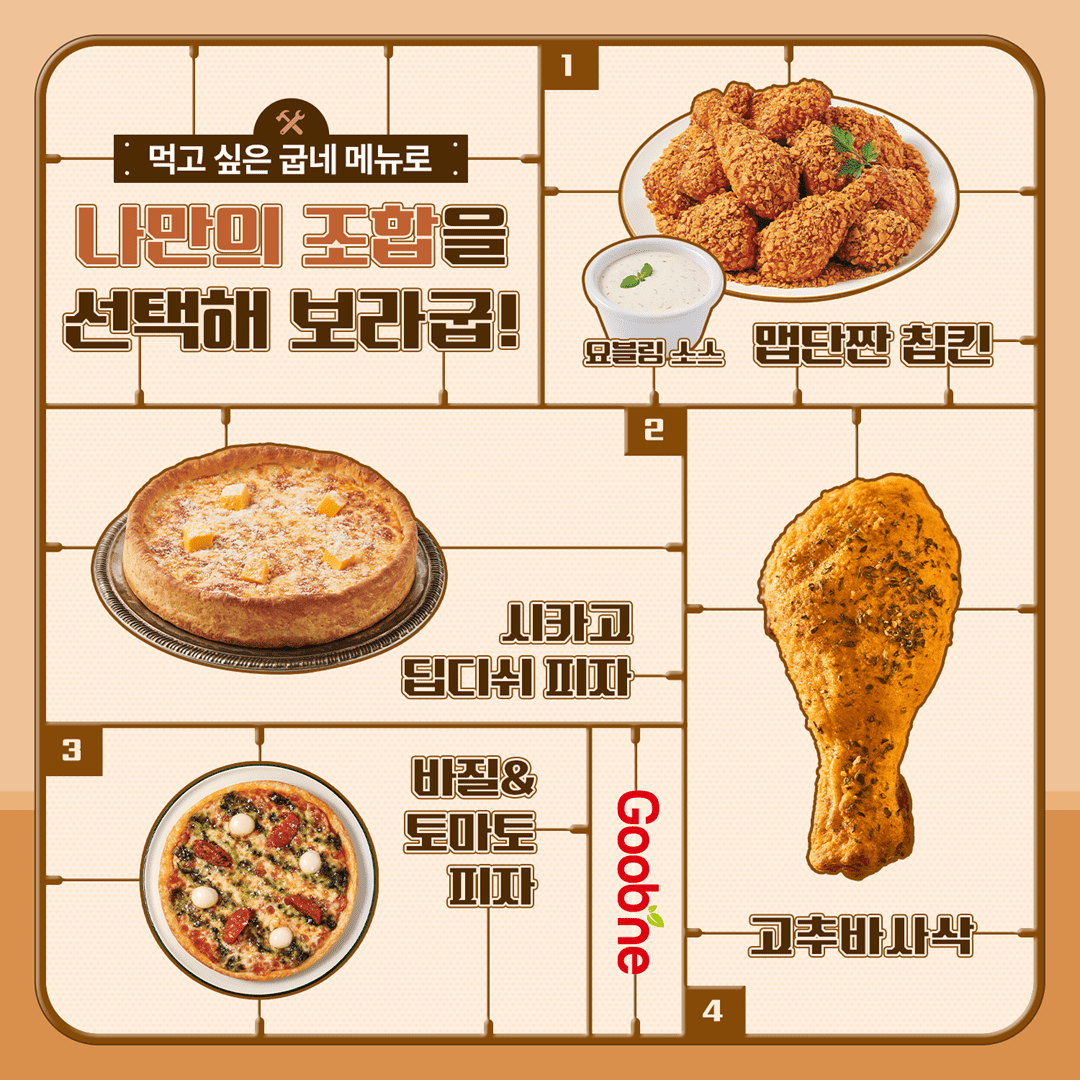 먹고 싶은 굽네 메뉴로
나만의 조합을
선택해 보라굽!
1
묘블림 소스
맵단짠 칩킨
2
시카고
딥디쉬 피자
3
바질&
토마토
피자
Goobne
고추바사삭
4